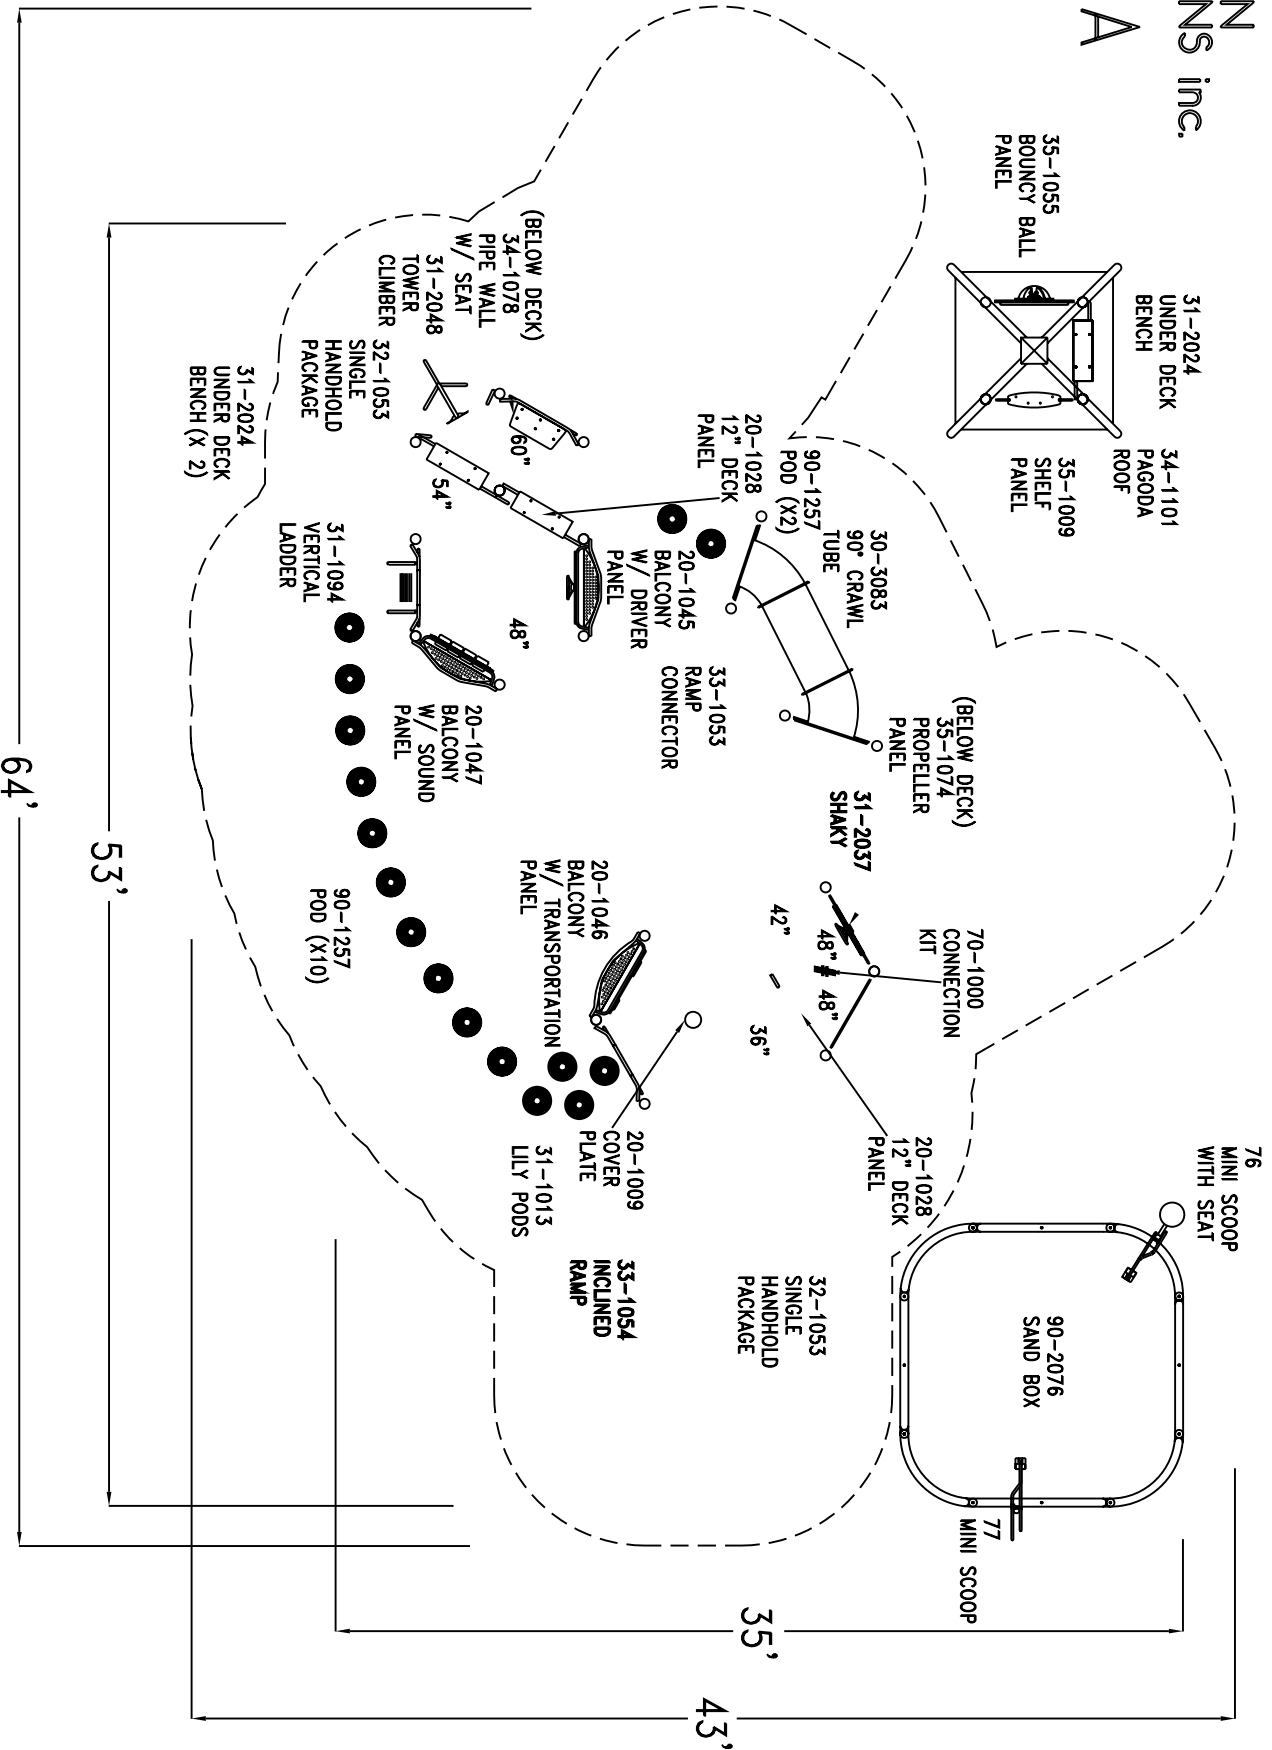 N
NS inc.
A
35-1055
BOUNCY BALL
PANEL
31-2024
UNDER DECK
BENCH
34-1101
PAGODA
ROOF
35-1009
SHELF
PANEL
(BELOW DECK)
34-1078
PIPE WALL
W/ SEAT
31-2048
TOWER
CLIMBER
32-1053
SINGLE
HANDHOLD
PACKAGE
31-2024
UNDER DECK
BENCH (X 2)
60"
54"
20-1028
12" DECK
PANEL
90-1257
POD (X2)
30-3083
90° CRAWL
TUBE
20-1045
BALCONY
W/ DRIVER
PANEL
31-1094
VERTICAL
LADDER
48"
33-1053
RAMP
CONNECTOR
(BELOW DECK)
35-1074
PROPELLER
PANEL
20-1047
BALCONY
W/ SOUND
PANEL
31-2037
SHAKY
42"
48"
48"
36"
70-1000
CONNECTION
KIT
20-1046
BALCONY
W/ TRANSPORTATION
PANEL
90-1257
POD (X10)
20-1028
12" DECK
PANEL
20-1009
COVER
PLATE
31-1013
LILY PODS
33-1054
INCLINED
RAMP
32-1053
SINGLE
HANDHOLD
PACKAGE
76
MINI SCOOP
WITH SEAT
90-2076
SAND BOX
77
MINI SCOOP
64'
53'
35'
43'